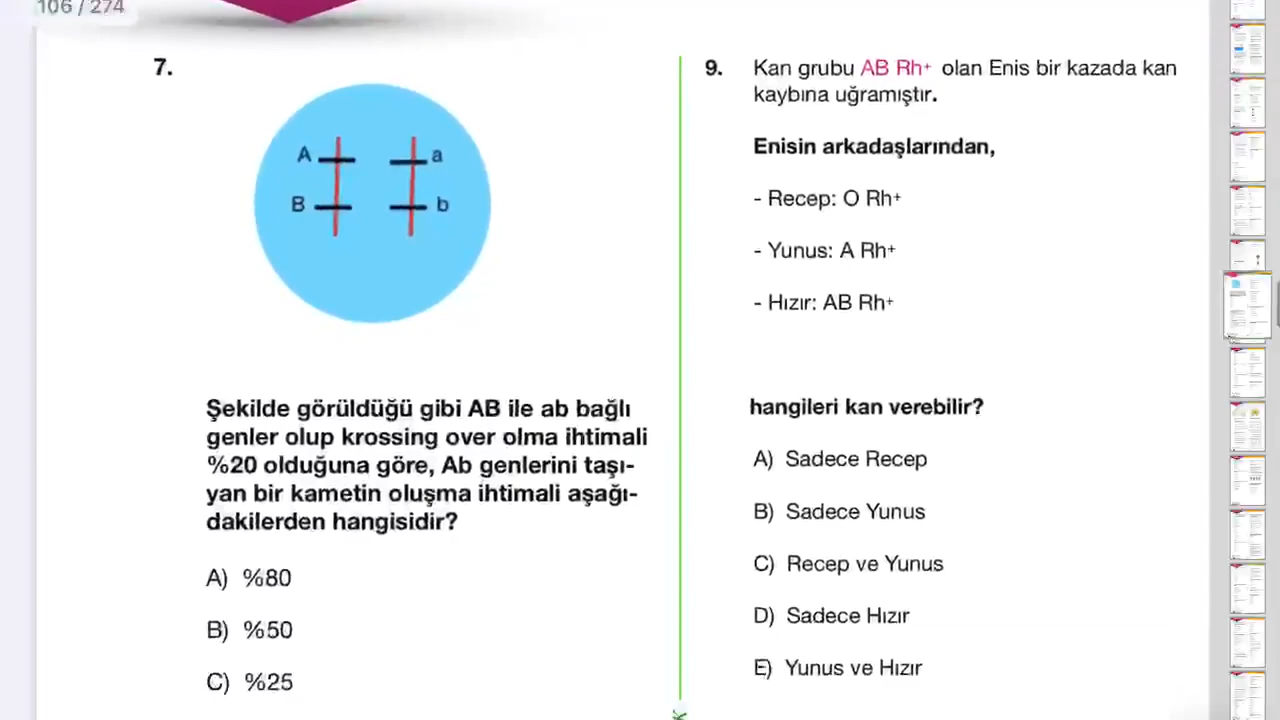 106 / 274
7.
A
a
B
b
Şekilde görüldüğü gibi AB ile ab bağlı
genler olup krossing over olma ihtimali
%20 olduğuna göre, Ab genlerini taşı-
yan bir kametin oluşma ihtimali aşağı-
dakilerden hangisidir?
A) %80
B) %50
C) %25
9. Kan grubu AB Rh+ olan Enis bir kazada kan
kaybına uğramıştır.
Enisin arkadaşlarından,
- Recep: O Rh+
- Yunus: A Rh+
- Hızır: AB Rh+
hangileri kan verebilir?
A) Sadece Recep
B) Sadece Yunus
C) Recep ve Yunus
D) Sadece Hızır
E) Yunus ve Hızır